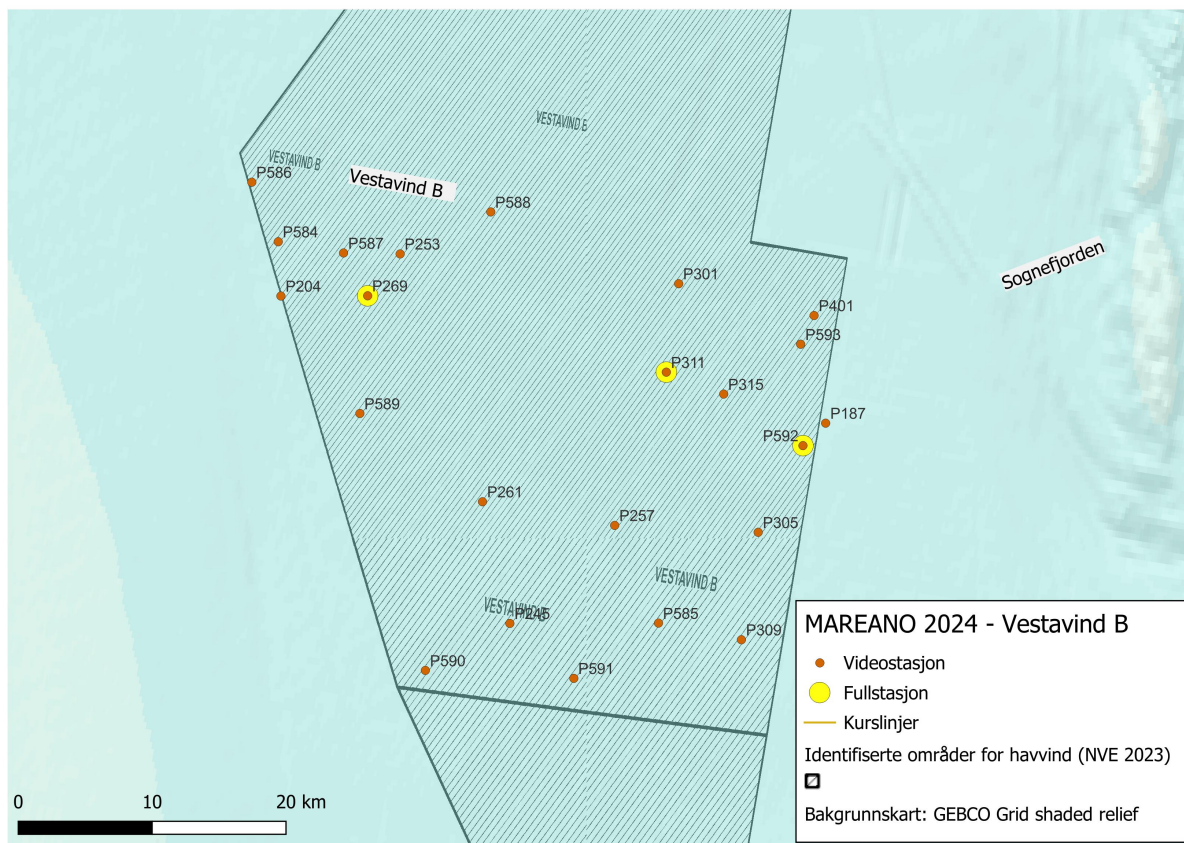 VESTAVIND B
VESTAVIND B
P586
Vestavind B
P588
P584
P587
P253
Sognefjorden
P204
P269
P301
P401
P593
P311
P315
P589
P187
P592
P261
P257
P305
VESTAVIND B
VESTAVIND B
P245
P585
P309
P590
P591
MAREANO 2024 - Vestavind B
Videostasjon
Fullstasjon
Kurslinjer
Identifiserte områder for havvind (NVE 2023)
Bakgrunnskart: GEBCO Grid shaded relief
0 10 20 km